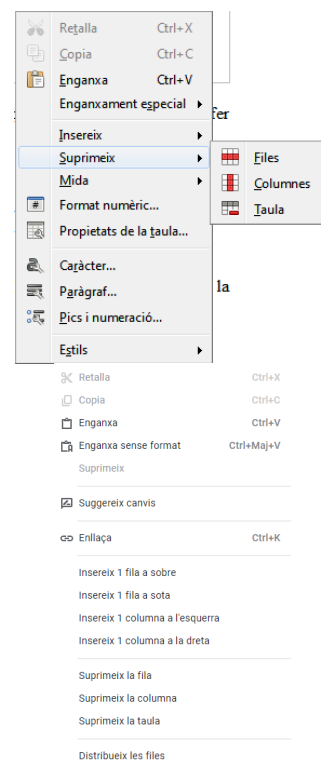 Retalla Ctrl+X
Copia Ctrl+C
Enganxa Ctrl+V
Enganxament especial
fer
Insereix
Suprimeix
Files
Mida
Columnes
Format numèric...
Taula
Propietats de la taula...
Caràcter...
Paràgraf...
la
Pics i numeració...
Estils
Retalla Ctrl+X
Copia Ctrl+C
Enganxa Ctrl+V
Enganxa sense format Ctrl+Maj+V
Suprimeix
Suggereix canvis
Enllaça Ctrl+K
Insereix 1 fila a sobre
Insereix 1 fila a sota
Insereix 1 columna a l'esquerra
Insereix 1 columna a la dreta
Suprimeix la fila
Suprimeix la columna
Suprimeix la taula
Distribueix les files